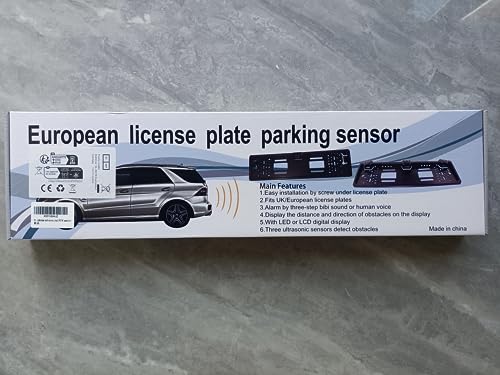 European license plate parking sensor
Main Features
1.Easy installation by screw under license plate
2.Fits UK/European license plates
3.Alarm by three-step bibi sound or human voice
4.Display the distance and direction of obstacles on the display
5.With LED or LCD digital display
6.Three ultrasonic sensors detect obstacles
Made in china